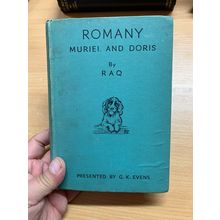 ROMANY
MURIEL AND DORIS
By
RAQ
PRESENTED BY G. K. EVENS